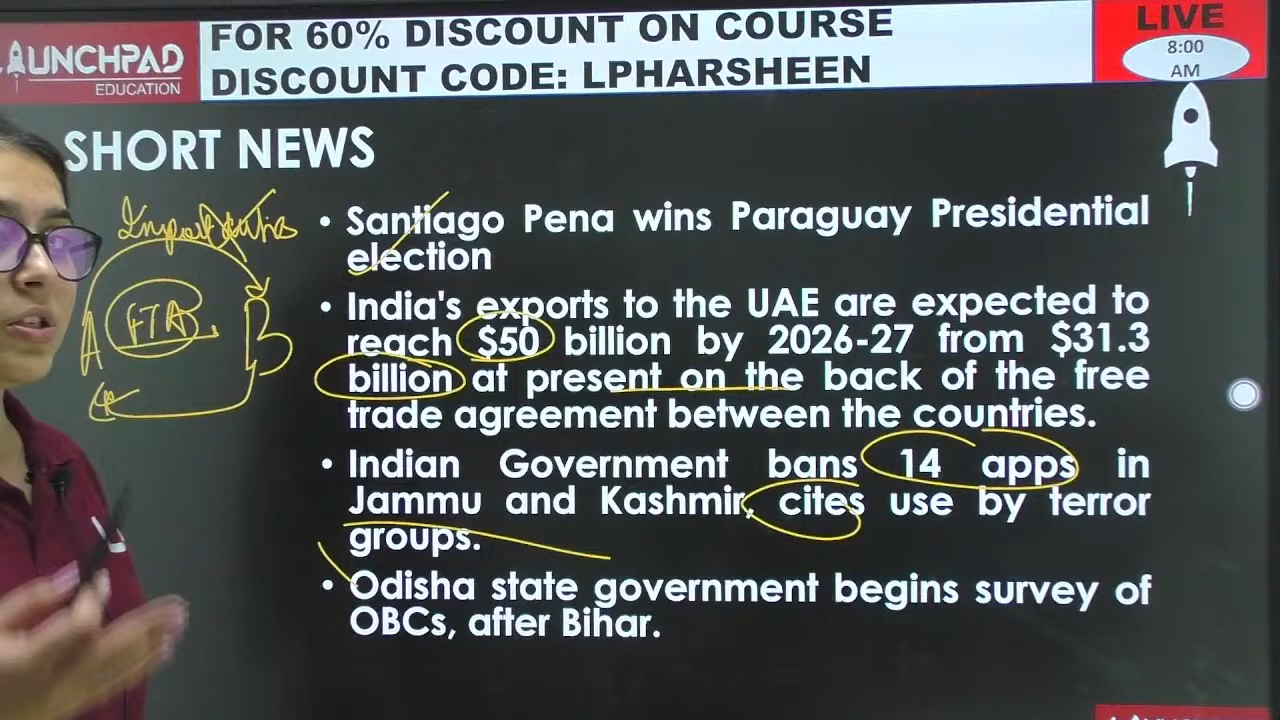 LAUNCHPAD
EDUCATION
FOR 60% DISCOUNT ON COURSE
DISCOUNT CODE: LPHARSHEEN
LIVE
8:00
AM
SHORT NEWS
Import duties
A
FTA
B
• Santiago Pena wins Paraguay Presidential
election
• India's exports to the UAE are expected to
reach $50 billion by 2026-27 from $31.3
billion at present on the back of the free
trade agreement between the countries.
• Indian Government bans 14 apps in
Jammu and Kashmir, cites use by terror
groups.
• Odisha state government begins survey of
OBCs, after Bihar.